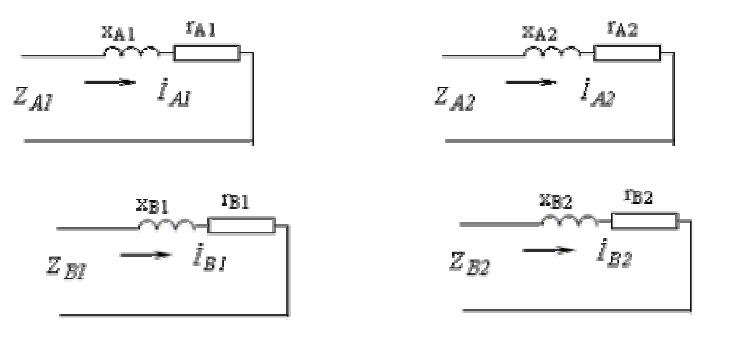 XA1 rA1 XA2 rA2
ZA1 İA1 ZA2 İA2
XB1 rB1 XB2 rB2
ZB1 İB1 ZB2 İB2